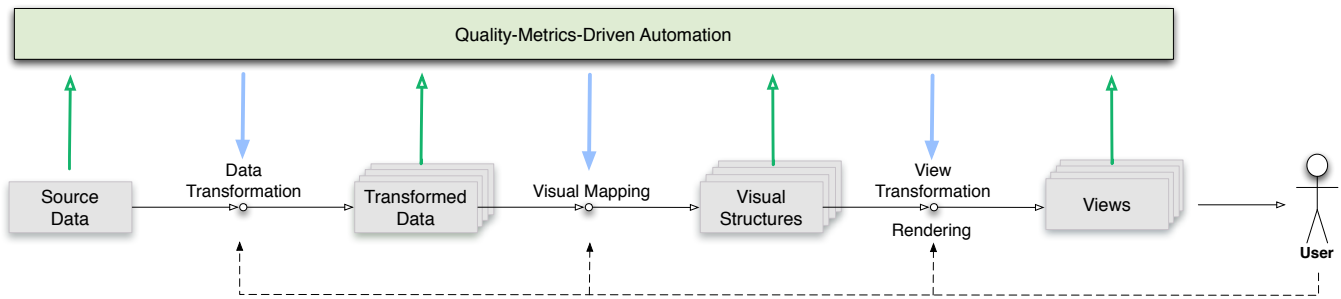 Quality-Metrics-Driven Automation
Source
Data
Data
Transformation
Transformed
Data
Visual Mapping
Visual
Structures
View
Transformation
Rendering
Views
User